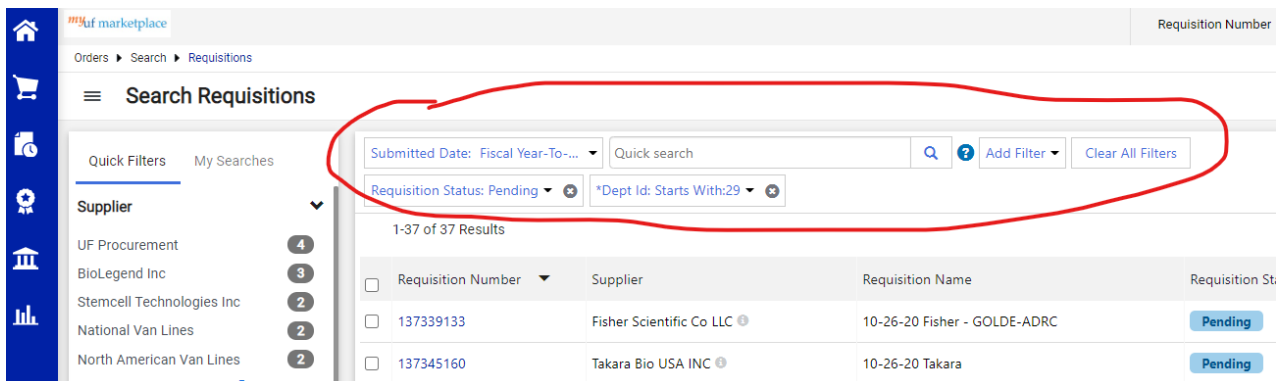 myuf marketplace
Requisition Number
Orders Search Requisitions
Search Requisitions
Quick Filters My Searches
Submitted Date: Fiscal Year-To-...
Quick search
Add Filter
Clear All Filters
Requisition Status: Pending
*Dept Id: Starts With:29
Supplier
UF Procurement 4
BioLegend Inc 3
Stemcell Technologies Inc 2
National Van Lines 2
North American Van Lines 2
1-37 of 37 Results
Requisition Number Supplier Requisition Name Requisition Sta
137339133 Fisher Scientific Co LLC 10-26-20 Fisher - GOLDE-ADRC Pending
137345160 Takara Bio USA INC 10-26-20 Takara Pending